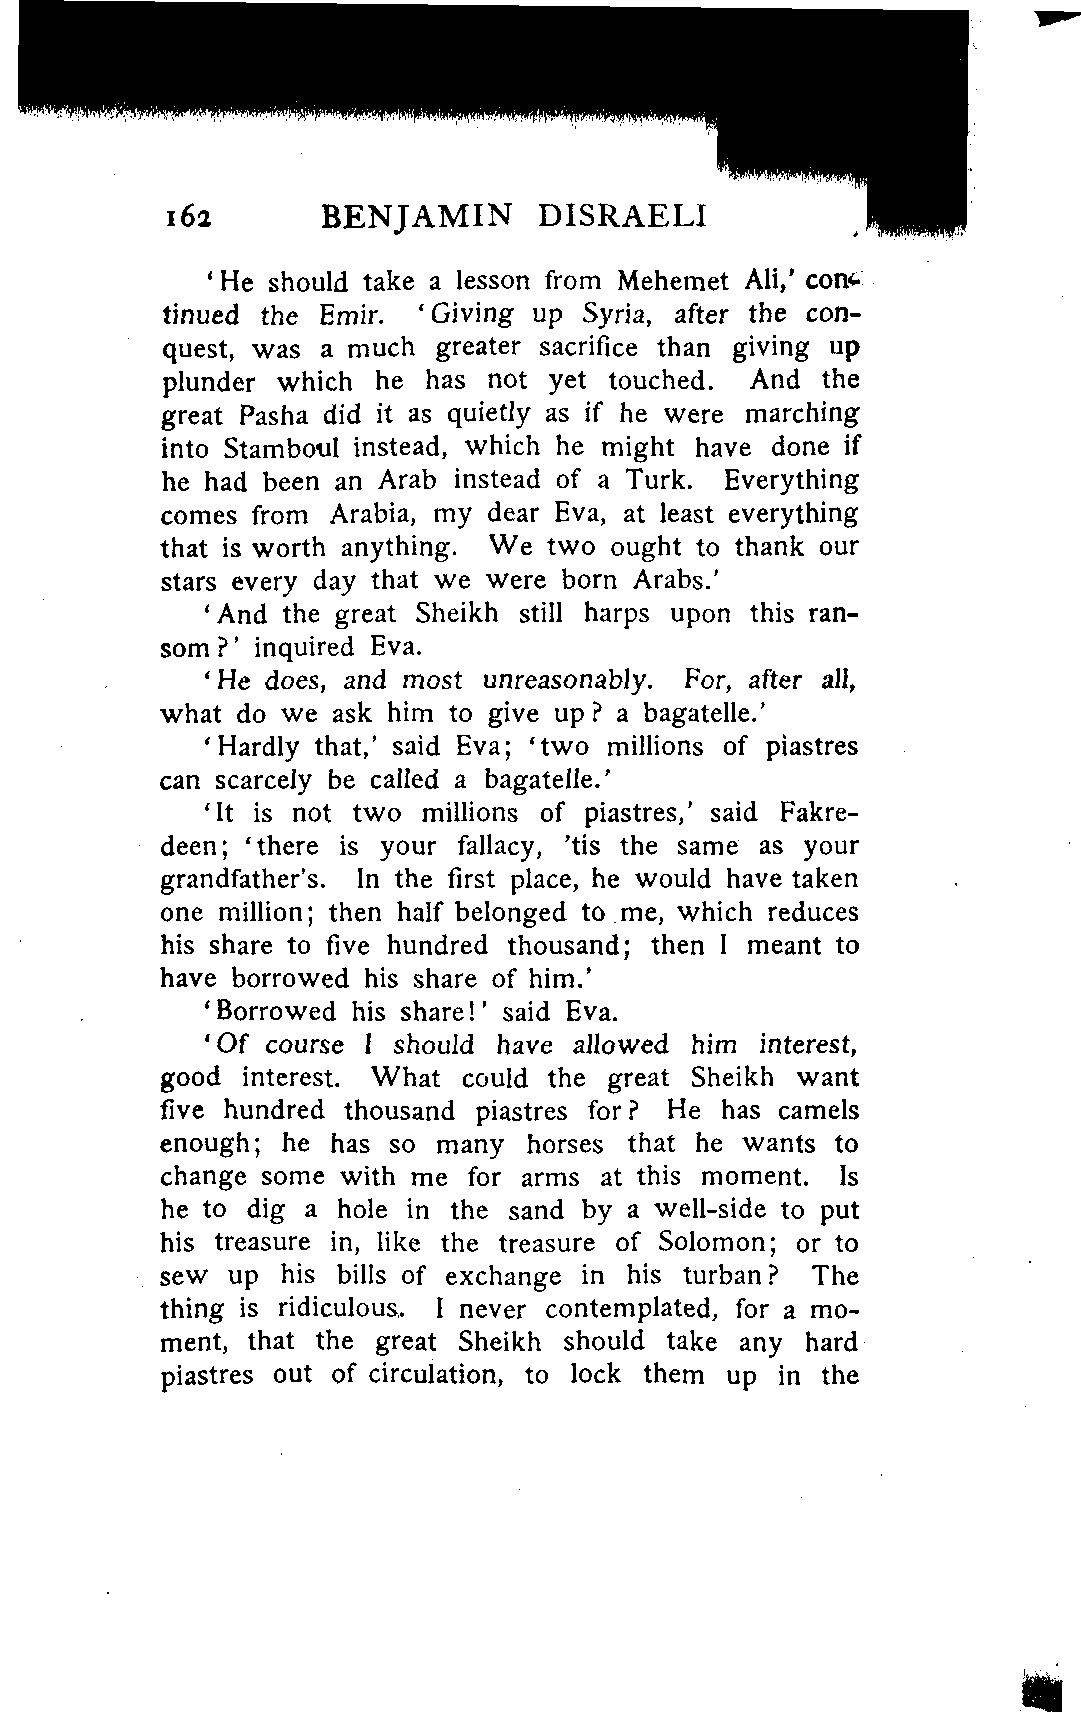 162 BENJAMIN DISRAELI
‘He should take a lesson from Mehemet Ali,’ con-
tinued the Emir. ‘Giving up Syria, after the con-
quest, was a much greater sacrifice than giving up
plunder which he has not yet touched. And the
great Pasha did it as quietly as if he were marching
into Stamboul instead, which he might have done if
he had been an Arab instead of a Turk. Everything
comes from Arabia, my dear Eva, at least everything
that is worth anything. We two ought to thank our
stars every day that we were born Arabs.’
‘And the great Sheikh still harps upon this ran-
som?’ inquired Eva.
‘He does, and most unreasonably. For, after all,
what do we ask him to give up? a bagatelle.’
‘Hardly that,’ said Eva; ‘two millions of piastres
can scarcely be called a bagatelle.’
‘It is not two millions of piastres,’ said Fakre-
deen; ‘there is your fallacy, ’tis the same as your
grandfather’s. In the first place, he would have taken
one million; then half belonged to me, which reduces
his share to five hundred thousand; then I meant to
have borrowed his share of him.’
‘Borrowed his share!’ said Eva.
‘Of course I should have allowed him interest,
good interest. What could the great Sheikh want
five hundred thousand piastres for? He has camels
enough; he has so many horses that he wants to
change some with me for arms at this moment. Is
he to dig a hole in the sand by a well-side to put
his treasure in, like the treasure of Solomon; or to
sew up his bills of exchange in his turban? The
thing is ridiculous. I never contemplated, for a mo-
ment, that the great Sheikh should take any hard
piastres out of circulation, to lock them up in the